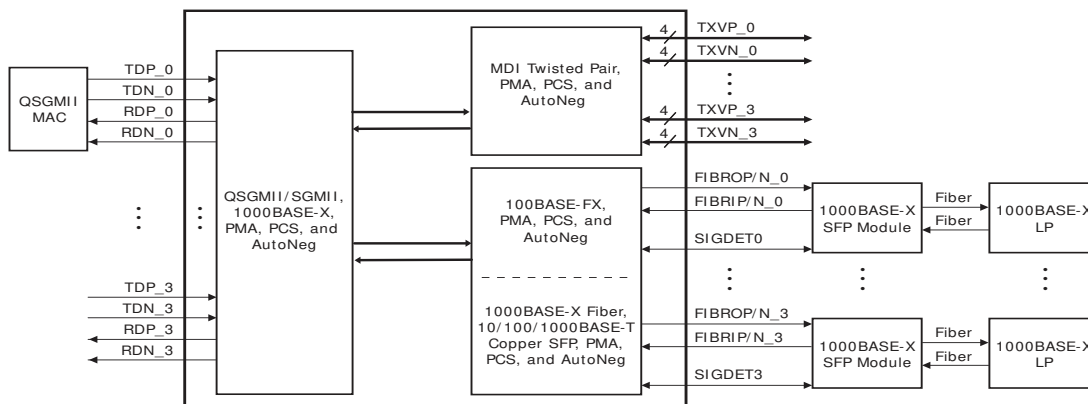 QSGMII
MAC
TDP_0
TDN_0
RDP_0
RDN_0
TDP_3
TDN_3
RDP_3
RDN_3
QSGMII/SGMII,
1000BASE-X,
PMA, PCS, and
AutoNeg
MDI Twisted Pair,
PMA, PCS, and
AutoNeg
4 TXVP_0
4 TXVN_0
4 TXVP_3
4 TXVN_3
100BASE-FX,
PMA, PCS, and
AutoNeg
1000BASE-X Fiber,
10/100/1000BASE-T
Copper SFP, PMA,
PCS, and AutoNeg
FIBROP/N_0
FIBRIP/N_0
SIGDET0
FIBROP/N_3
FIBRIP/N_3
SIGDET3
1000BASE-X
SFP Module
Fiber
Fiber
1000BASE-X
LP
1000BASE-X
SFP Module
Fiber
Fiber
1000BASE-X
LP